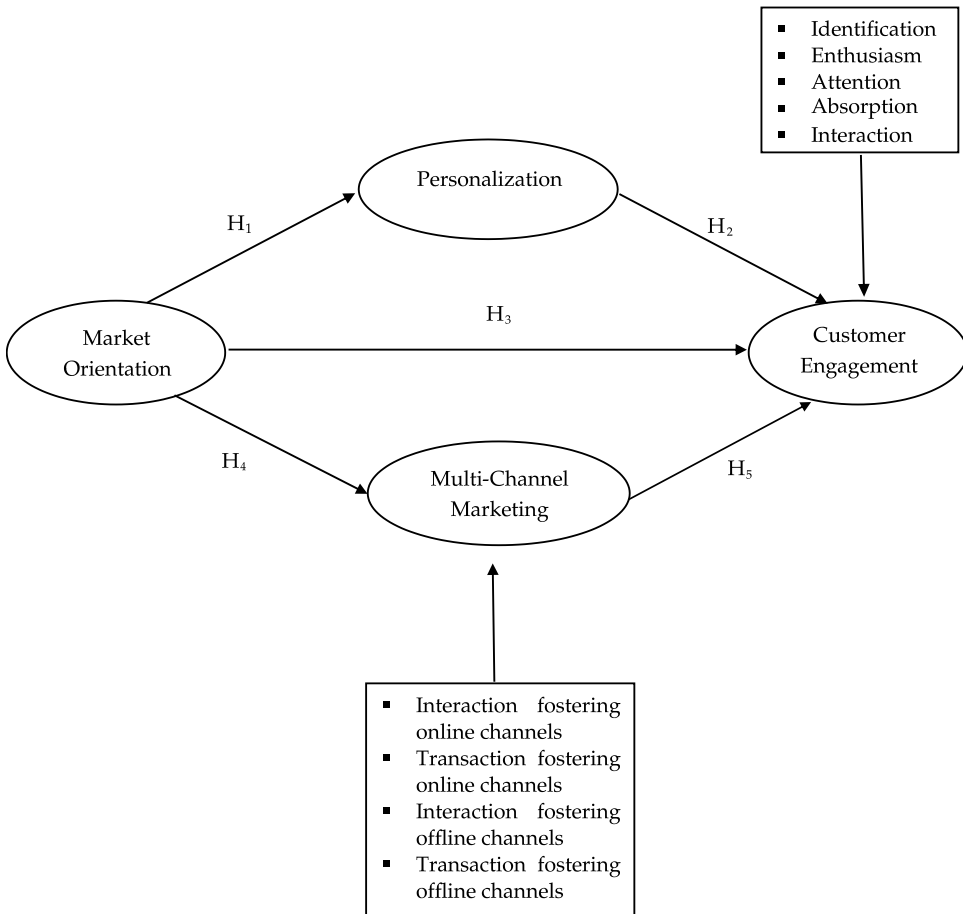 ▪ Identification
▪ Enthusiasm
▪ Attention
▪ Absorption
▪ Interaction
Personalization
H₁
H₂
H₃
Market
Orientation
Customer
Engagement
H₄
H₅
Multi-Channel
Marketing
▪ Interaction fostering
online channels
▪ Transaction fostering
online channels
▪ Interaction fostering
offline channels
▪ Transaction fostering
offline channels